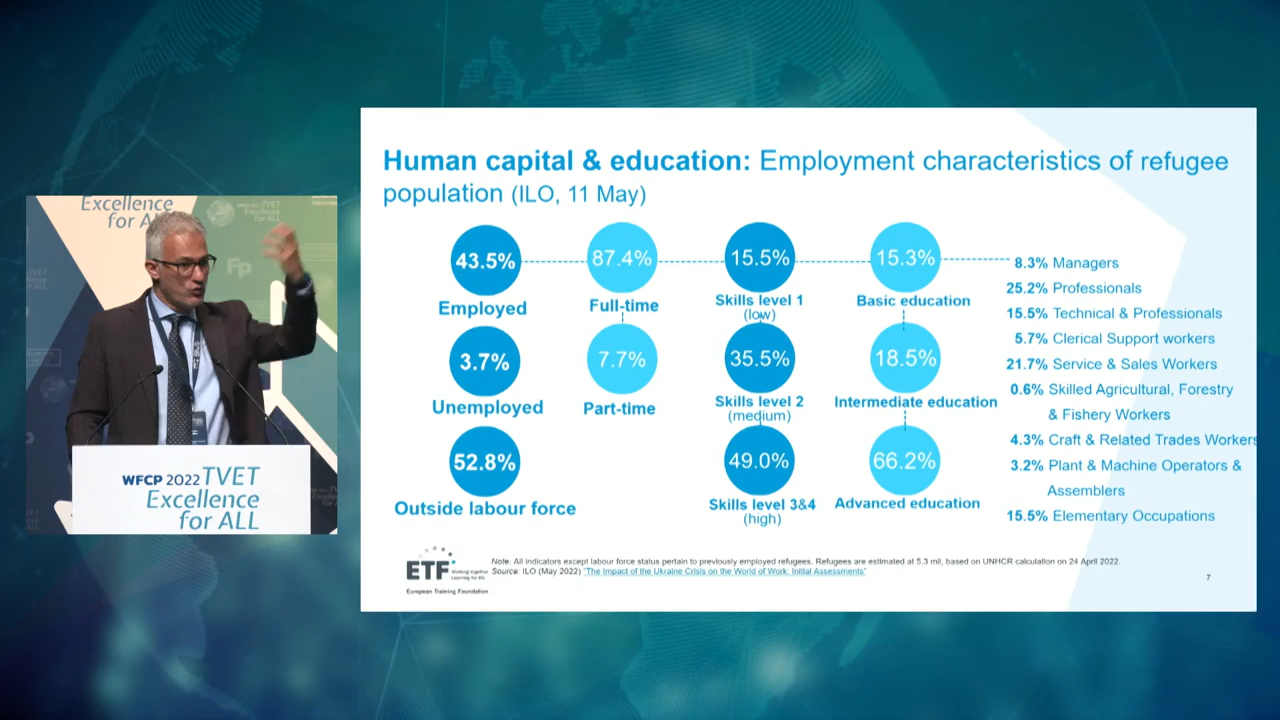 Excellence
for A
TVET
Excellence
for ALL
Fp
WFCP 2022 TVET
Excellence
for ALL
Human capital & education: Employment characteristics of refugee
population (ILO, 11 May)
43.5%
Employed
3.7%
Unemployed
52.8%
Outside labour force
87.4%
Full-time
7.7%
Part-time
15.5%
Skills level 1
(low)
35.5%
Skills level 2
(medium)
49.0%
Skills level 3&4
(high)
15.3%
Basic education
18.5%
Intermediate education
66.2%
Advanced education
8.3% Managers
25.2% Professionals
15.5% Technical & Professionals
5.7% Clerical Support workers
21.7% Service & Sales Workers
0.6% Skilled Agricultural, Forestry
& Fishery Workers
4.3% Craft & Related Trades Workers
3.2% Plant & Machine Operators &
Assemblers
15.5% Elementary Occupations
ETF
Working together
Learning for life
European Training Foundation
Note: All indicators except labour force status pertain to previously employed refugees. Refugees are estimated at 5.3 mil, based on UNHCR calculation on 24 April 2022.
Source: ILO (May 2022) "The Impact of the Ukraine Crisis on the World of Work: Initial Assessments"
7